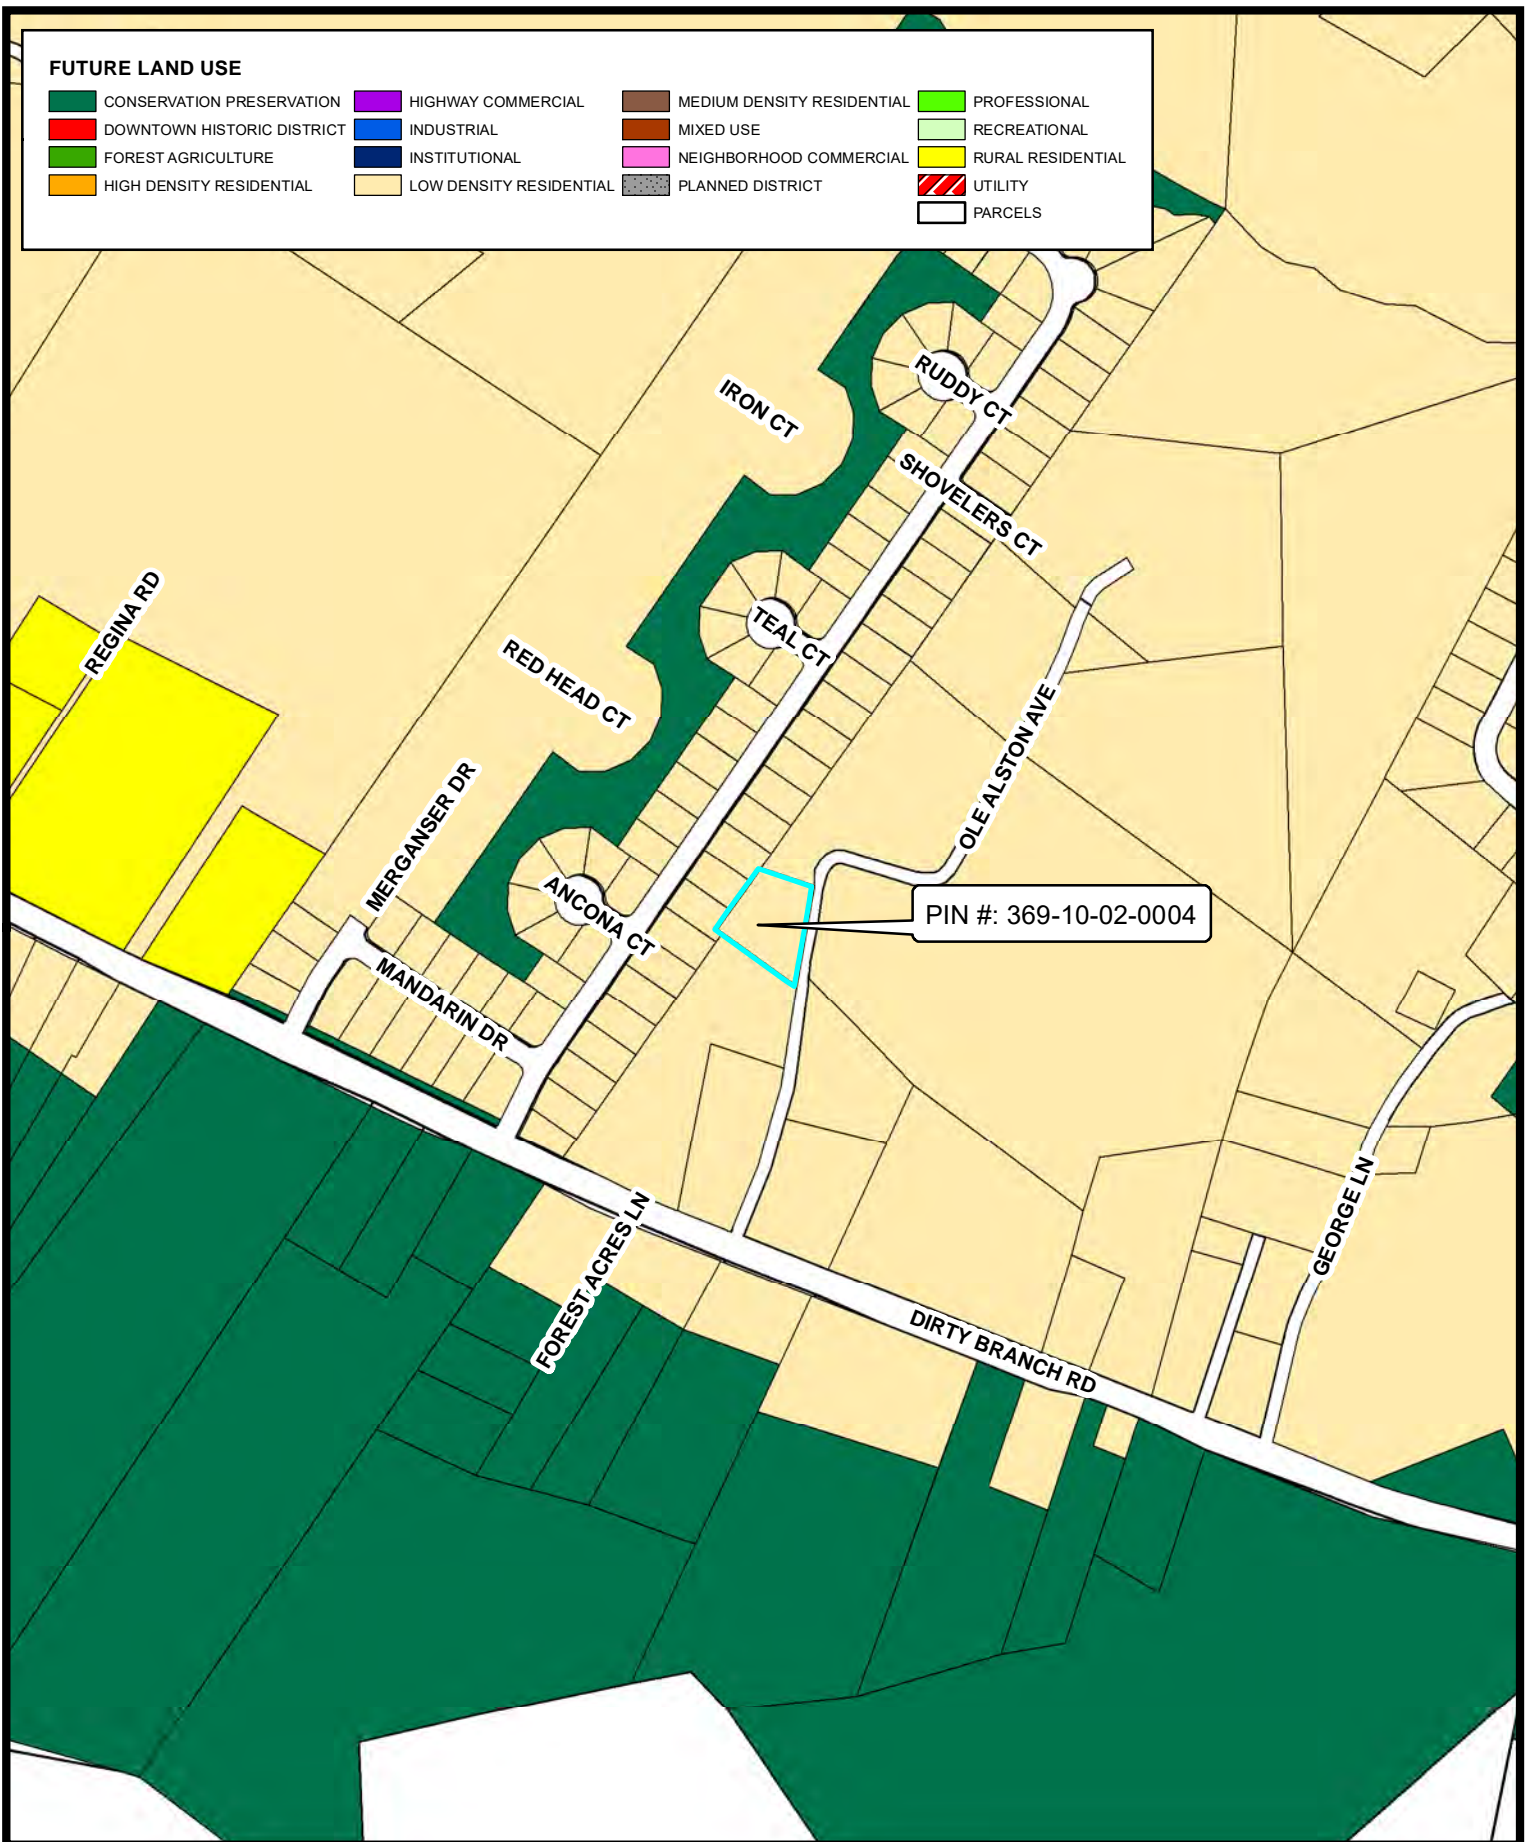 FUTURE LAND USE
CONSERVATION PRESERVATION
DOWNTOWN HISTORIC DISTRICT
FOREST AGRICULTURE
HIGH DENSITY RESIDENTIAL
HIGHWAY COMMERCIAL
INDUSTRIAL
INSTITUTIONAL
LOW DENSITY RESIDENTIAL
MEDIUM DENSITY RESIDENTIAL
MIXED USE
NEIGHBORHOOD COMMERCIAL
PLANNED DISTRICT
PROFESSIONAL
RECREATIONAL
RURAL RESIDENTIAL
UTILITY
PARCELS
RUDDY CT
IRON CT
SHOVELERS CT
REGINA RD
TEAL CT
RED HEAD CT
OLE ALSTON AVE
MERGANSER DR
ANCONA CT
PIN #: 369-10-02-0004
MANDARIN DR
GEORGE LN
FOREST ACRES LN
DIRTY BRANCH RD